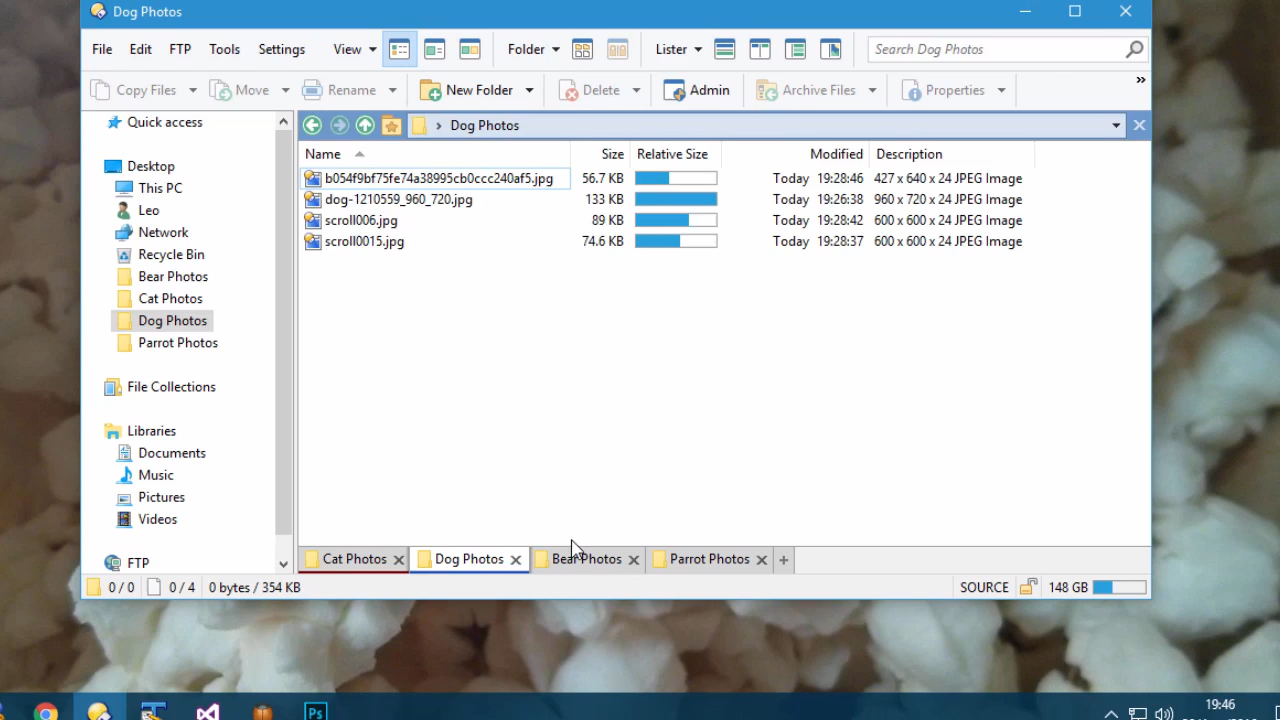 Dog Photos
File Edit FTP Tools Settings View Folder Lister Search Dog Photos
Copy Files Move Rename New Folder Delete Admin Archive Files Properties »
Quick access
Desktop
This PC
Leo
Network
Recycle Bin
Bear Photos
Cat Photos
Dog Photos
Parrot Photos
File Collections
Libraries
Documents
Music
Pictures
Videos
FTP
› Dog Photos
Name Size Relative Size Modified Description
b054f9bf75fe74a38995cb0ccc240af5.jpg 56.7 KB Today 19:28:46 427 x 640 x 24 JPEG Image
dog-1210559_960_720.jpg 133 KB Today 19:26:38 960 x 720 x 24 JPEG Image
scroll006.jpg 89 KB Today 19:28:42 600 x 600 x 24 JPEG Image
scroll0015.jpg 74.6 KB Today 19:28:37 600 x 600 x 24 JPEG Image
Cat Photos Dog Photos Bear Photos Parrot Photos +
0 / 0 0 / 4 0 bytes / 354 KB SOURCE 148 GB
Ps 19:46